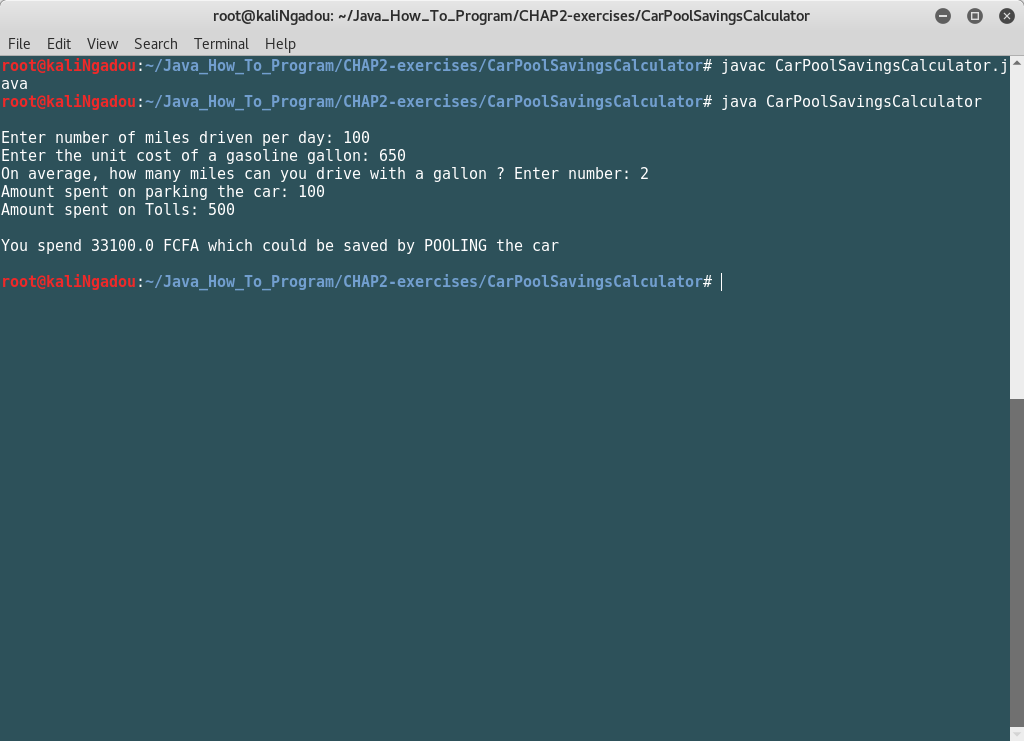 root@kaliNgadou: ~/Java_How_To_Program/CHAP2-exercises/CarPoolSavingsCalculator
File Edit View Search Terminal Help
root@kaliNgadou:~/Java_How_To_Program/CHAP2-exercises/CarPoolSavingsCalculator# javac CarPoolSavingsCalculator.j
ava
root@kaliNgadou:~/Java_How_To_Program/CHAP2-exercises/CarPoolSavingsCalculator# java CarPoolSavingsCalculator
Enter number of miles driven per day: 100
Enter the unit cost of a gasoline gallon: 650
On average, how many miles can you drive with a gallon ? Enter number: 2
Amount spent on parking the car: 100
Amount spent on Tolls: 500
You spend 33100.0 FCFA which could be saved by POOLING the car
root@kaliNgadou:~/Java_How_To_Program/CHAP2-exercises/CarPoolSavingsCalculator#